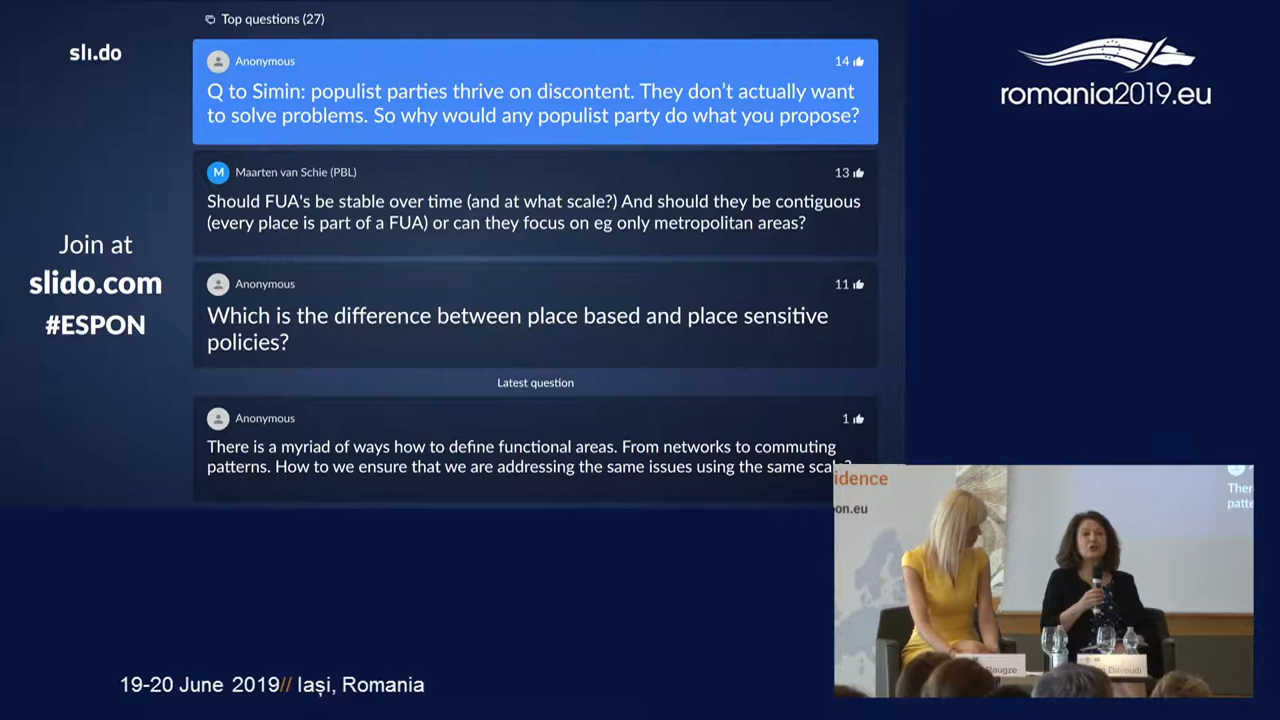 Top questions (27)
sli.do
Anonymous
14
Q to Simin: populist parties thrive on discontent. They don't actually want
to solve problems. So why would any populist party do what you propose?
romania2019.eu
M
Maarten van Schie (PBL)
13
Should FUA's be stable over time (and at what scale?) And should they be contiguous
(every place is part of a FUA) or can they focus on eg only metropolitan areas?
Join at
slido.com
#ESPON
Anonymous
11
Which is the difference between place based and place sensitive
policies?
Latest question
Anonymous
1
There is a myriad of ways how to define functional areas. From networks to commuting
patterns. How to we ensure that we are addressing the same issues using the same scale?
idence
on.eu
Ther
patte
Raugze
Davoudi
19-20 June 2019// Iași, Romania